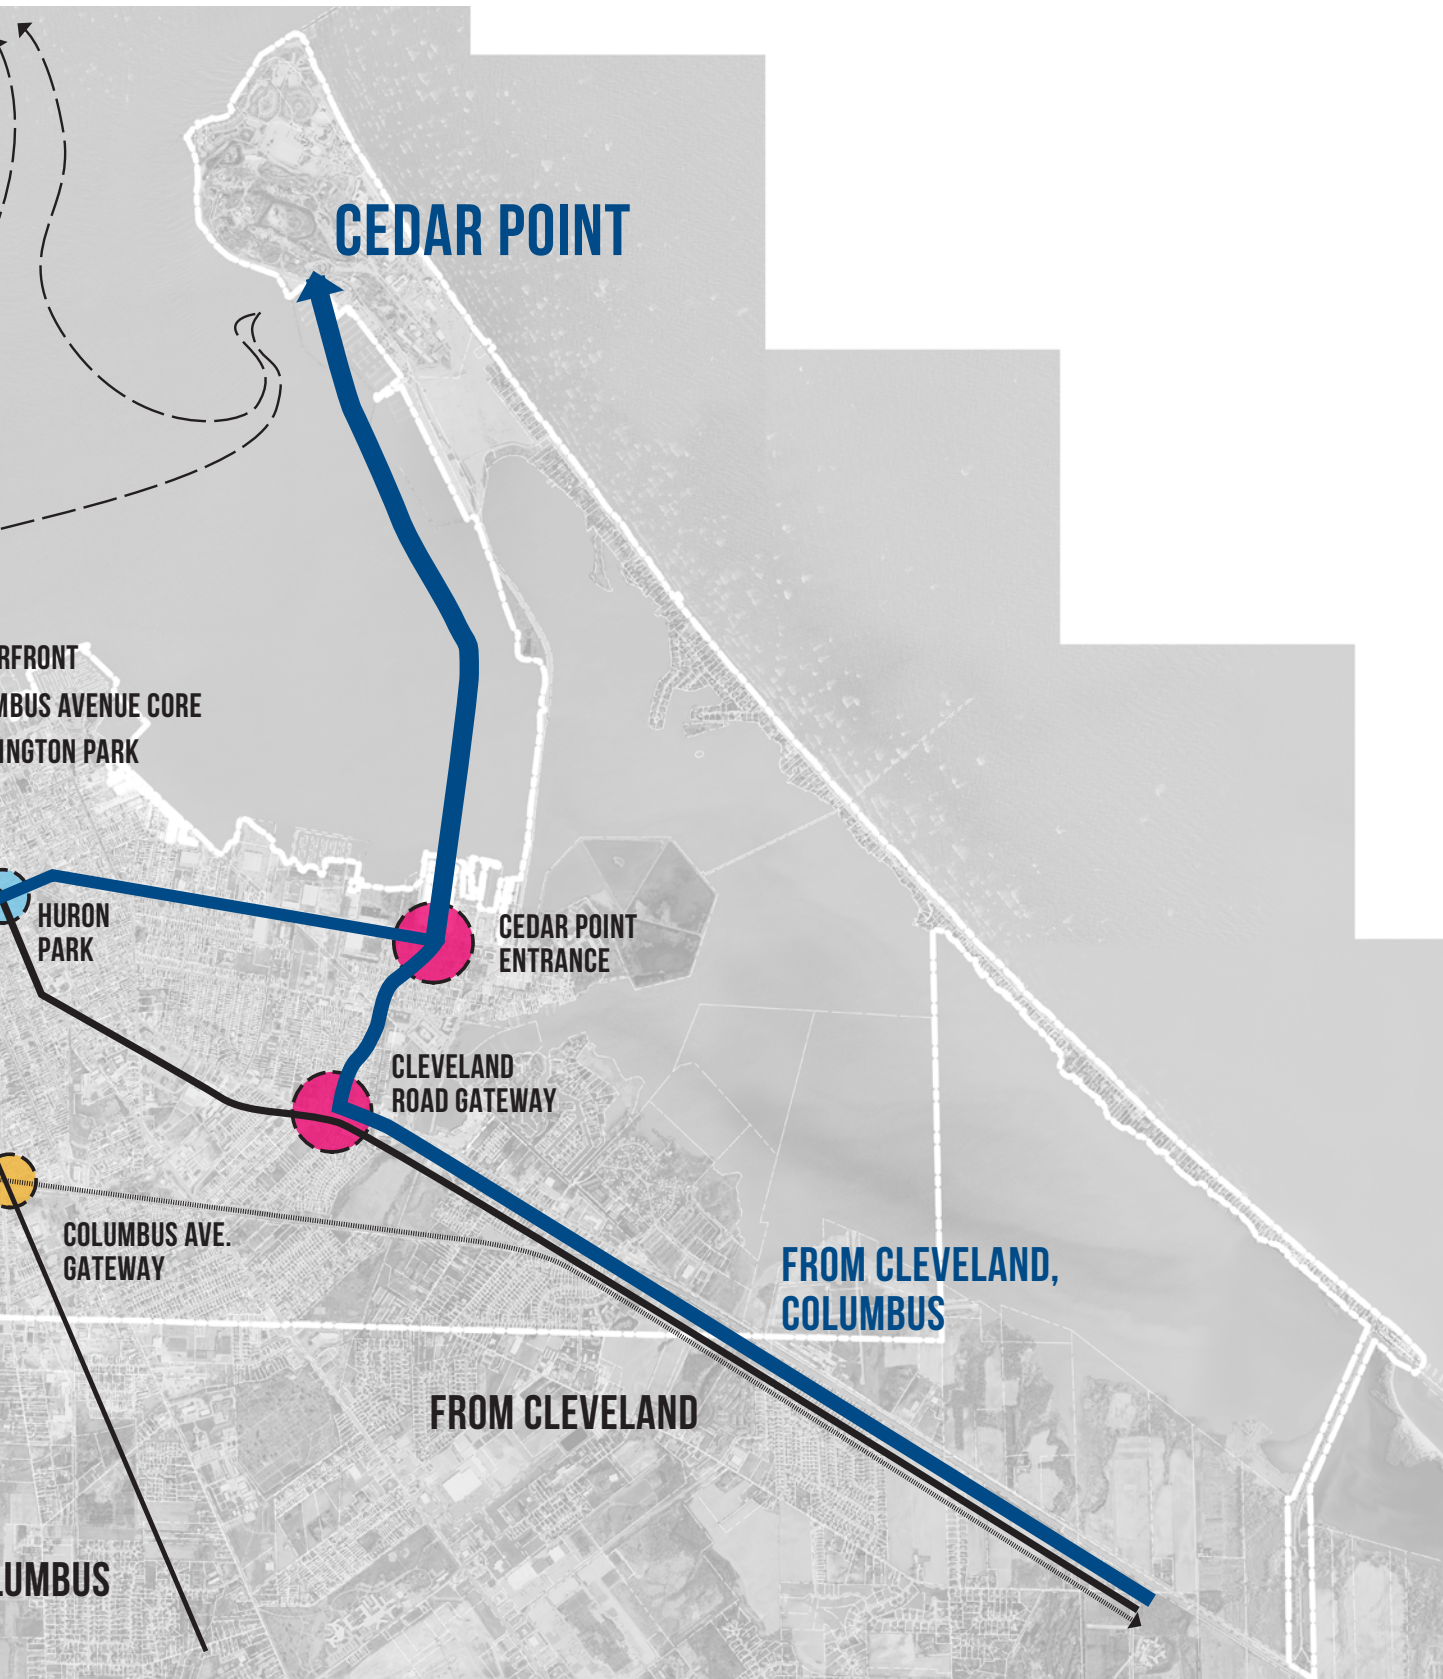 CEDAR POINT
RFRONT
MBUS AVENUE CORE
INGTON PARK
HURON
PARK
CEDAR POINT
ENTRANCE
CLEVELAND
ROAD GATEWAY
COLUMBUS AVE.
GATEWAY
FROM CLEVELAND,
COLUMBUS
FROM CLEVELAND
LUMBUS